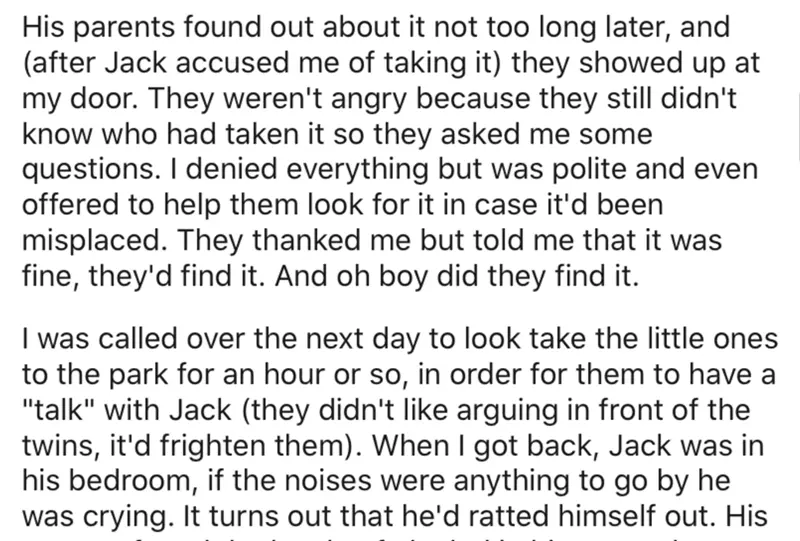 His parents found out about it not too long later, and
(after Jack accused me of taking it) they showed up at
my door. They weren't angry because they still didn't
know who had taken it so they asked me some
questions. I denied everything but was polite and even
offered to help them look for it in case it'd been
misplaced. They thanked me but told me that it was
fine, they'd find it. And oh boy did they find it.
I was called over the next day to look take the little ones
to the park for an hour or so, in order for them to have a
"talk" with Jack (they didn't like arguing in front of the
twins, it'd frighten them). When I got back, Jack was in
his bedroom, if the noises were anything to go by he
was crying. It turns out that he'd ratted himself out. His